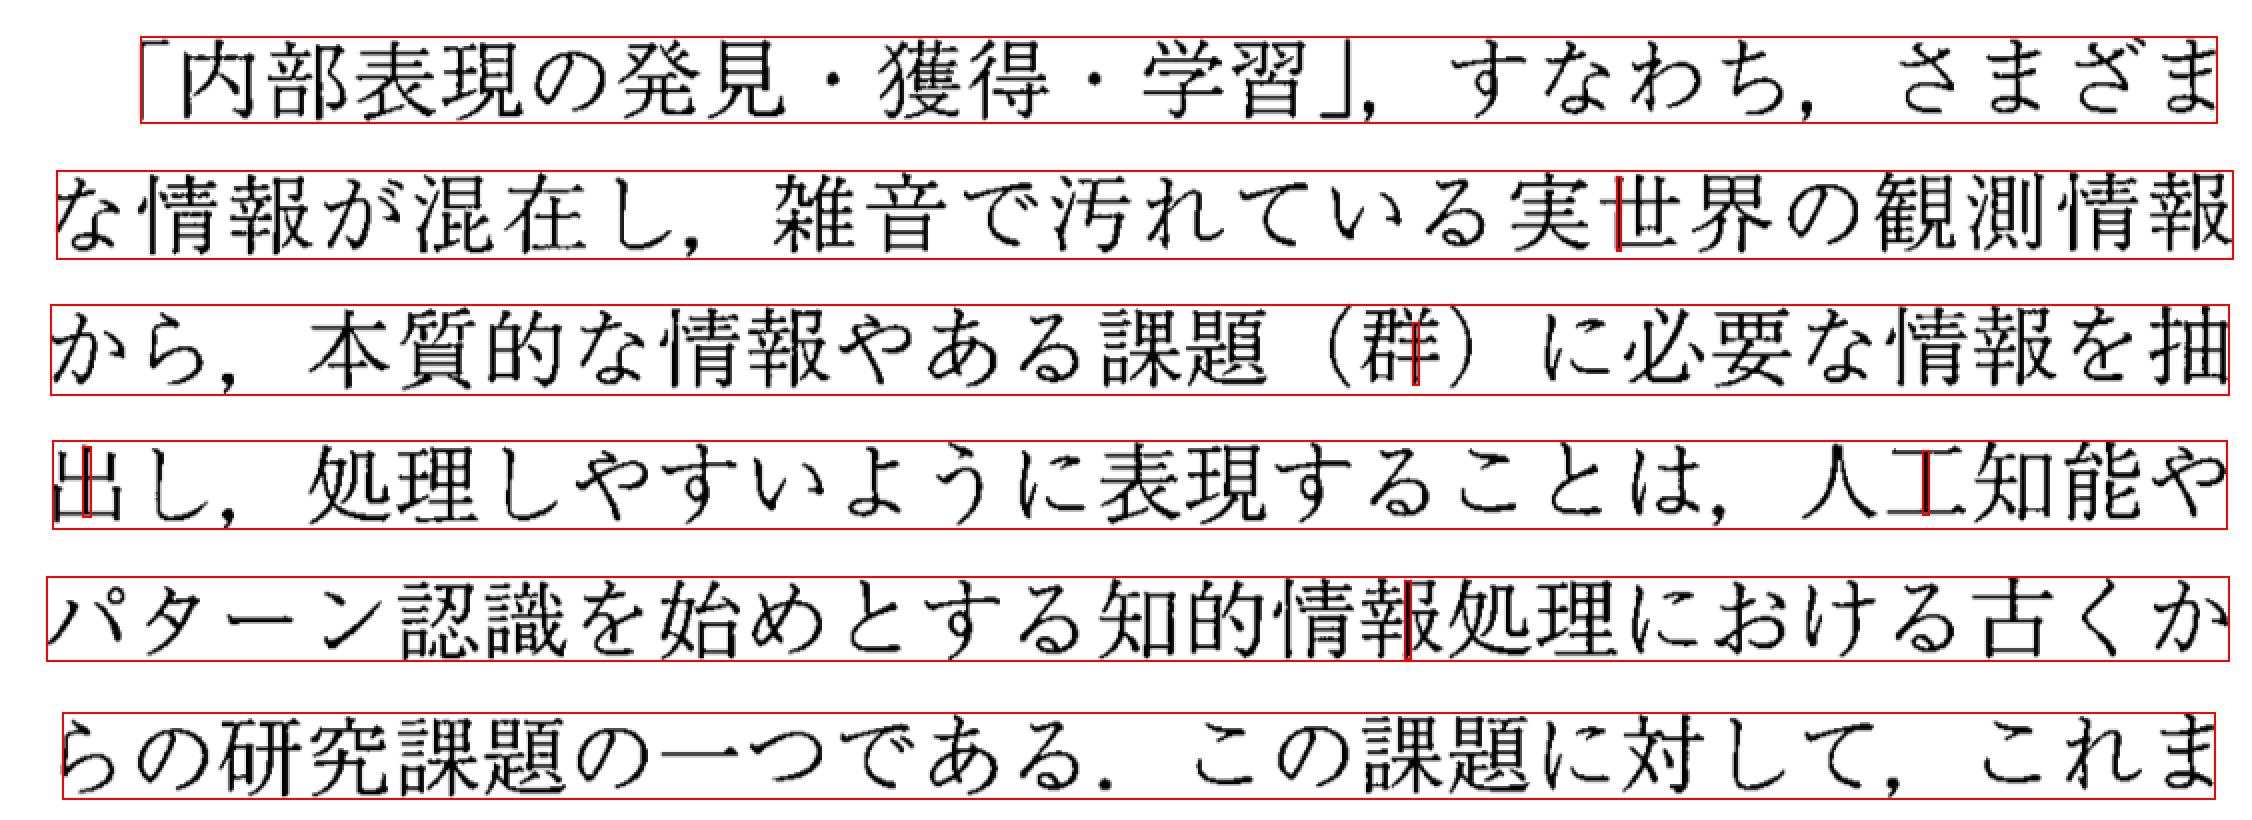 「内部表現の発見・獲得・学習」，すなわち，さまざま
な情報が混在し，雑音で汚れている実世界の観測情報
から，本質的な情報やある課題（群）に必要な情報を抽
出し，処理しやすいように表現することは，人工知能や
パターン認識を始めとする知的情報処理における古くか
らの研究課題の一つである．この課題に対して，これま